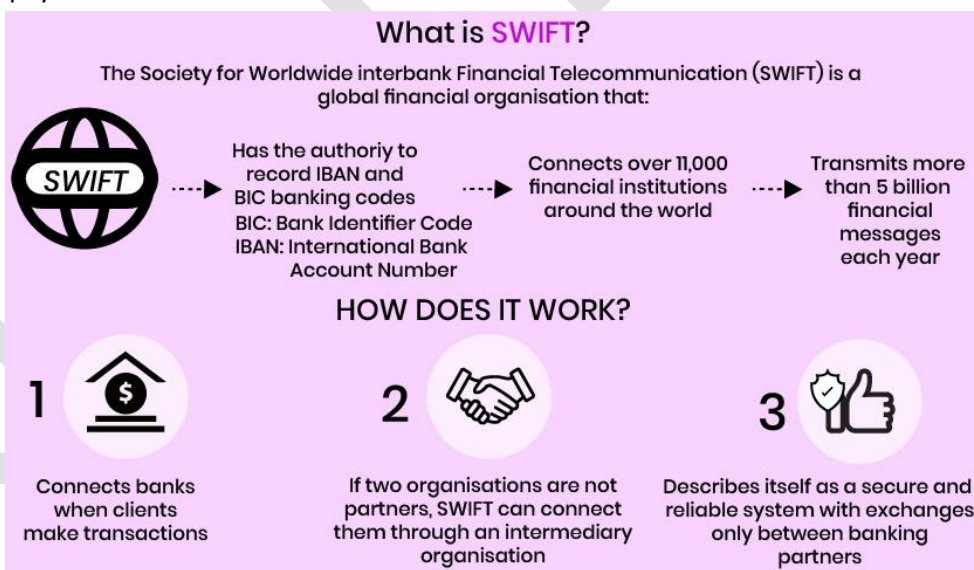 What is SWIFT?
The Society for Worldwide interbank Financial Telecommunication (SWIFT) is a
global financial organisation that:
SWIFT
Has the authoriy to
record IBAN and
BIC banking codes
BIC: Bank Identifier Code
IBAN: International Bank
Account Number
Connects over 11,000
financial institutions
around the world
Transmits more
than 5 billion
financial
messages
each year
HOW DOES IT WORK?
1
$
Connects banks
when clients
make transactions
2
If two organisations are not
partners, SWIFT can connect
them through an intermediary
organisation
3
Describes itself as a secure and
reliable system with exchanges
only between banking
partners